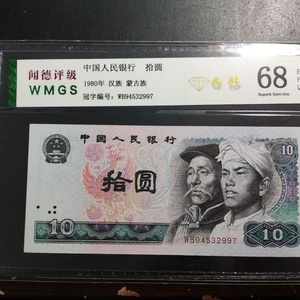 闻德评级
WMGS
中国人民银行 拾圆
1980年 汉族 蒙古族
冠字编号: WB94532997
68
Superb Gem Unc
中国人民银行
10
拾圆
WB94532997
10
10